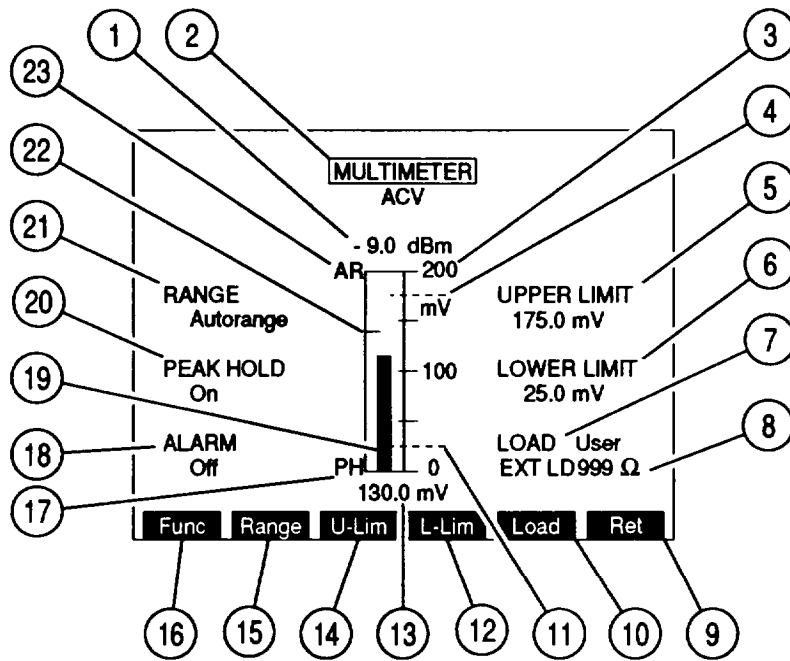 1
2
3
23
4
22
5
21
6
20
7
19
8
18
17
MULTIMETER
ACV
- 9.0 dBm
AR
200
mV
100
0
PH
130.0 mV
RANGE
Autorange
PEAK HOLD
On
ALARM
Off
UPPER LIMIT
175.0 mV
LOWER LIMIT
25.0 mV
LOAD User
EXT LD 999 Ω
Func Range U-Lim L-Lim Load Ret
16 15 14 13 12 11 10 9